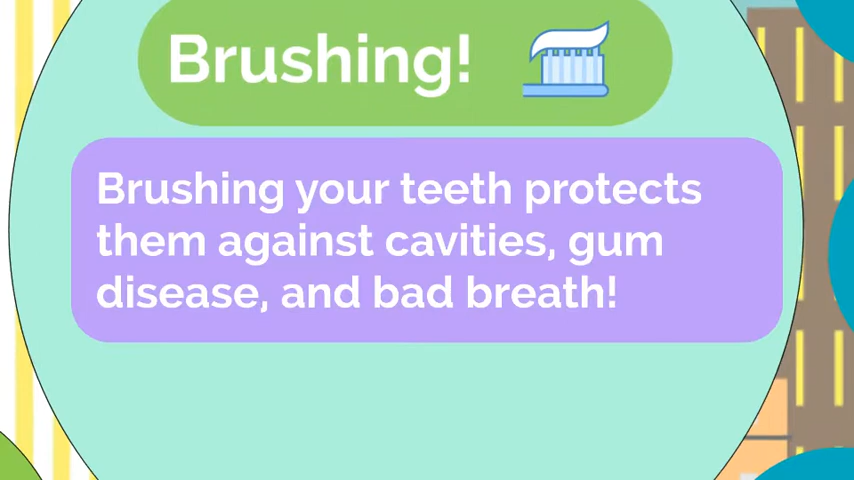 Brushing!
Brushing your teeth protects
them against cavities, gum
disease, and bad breath!